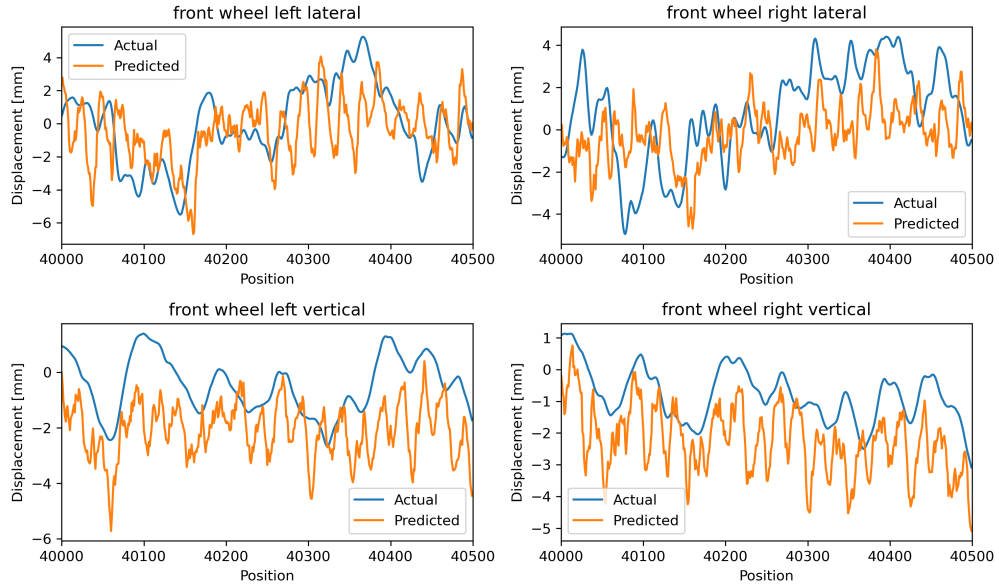 front wheel left lateral
Displacement [mm]
4
2
0
−2
−4
−6
Actual
Predicted
40000 40100 40200 40300 40400 40500
Position
front wheel right lateral
Displacement [mm]
4
2
0
−2
−4
Actual
Predicted
40000 40100 40200 40300 40400 40500
Position
front wheel left vertical
Displacement [mm]
0
−2
−4
−6
Actual
Predicted
40000 40100 40200 40300 40400 40500
Position
front wheel right vertical
Displacement [mm]
1
0
−1
−2
−3
−4
−5
Actual
Predicted
40000 40100 40200 40300 40400 40500
Position